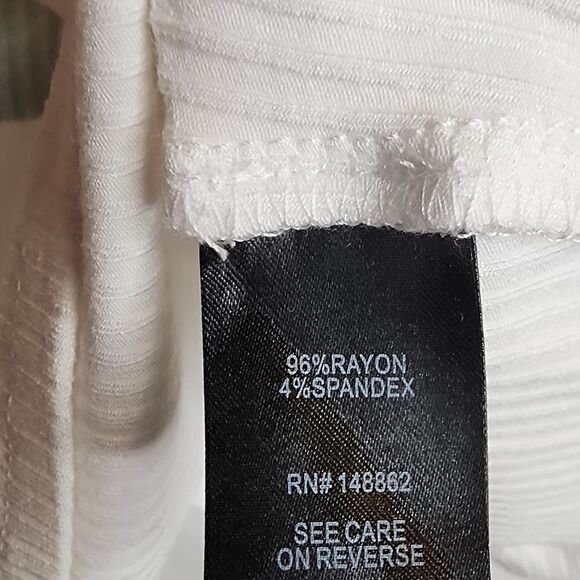 96%RAYON
4%SPANDEX
RN# 148862
SEE CARE
ON REVERSE